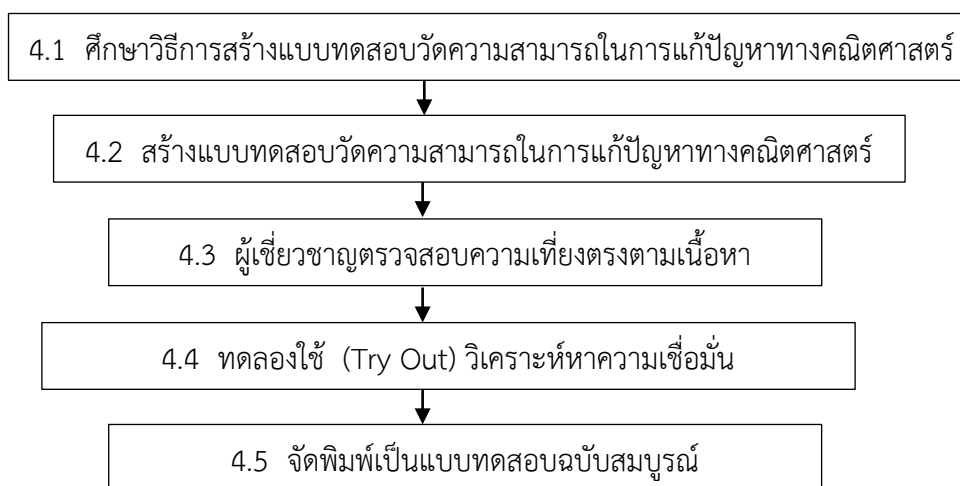 4.1 ศึกษาวิธีการสร้างแบบทดสอบวัดความสามารถในการแก้ปัญหาทางคณิตศาสตร์
4.2 สร้างแบบทดสอบวัดความสามารถในการแก้ปัญหาทางคณิตศาสตร์
4.3 ผู้เชี่ยวชาญตรวจสอบความเที่ยงตรงตามเนื้อหา
4.4 ทดลองใช้ (Try Out) วิเคราะห์หาความเชื่อมั่น
4.5 จัดพิมพ์เป็นแบบทดสอบฉบับสมบูรณ์